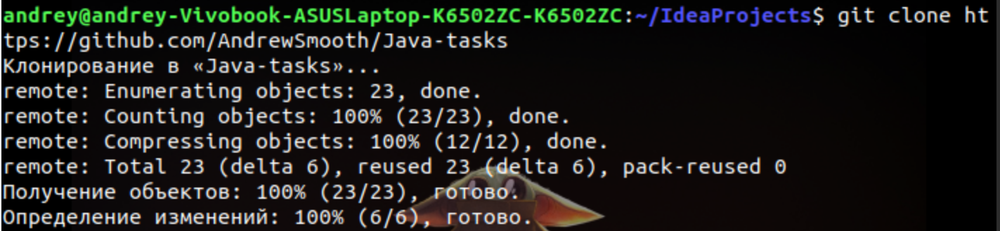 andrey@andrey-Vivobook-ASUSLaptop-K6502ZC-K6502ZC:~/IdeaProjects$ git clone ht
tps://github.com/AndrewSmooth/Java-tasks
Клонирование в «Java-tasks»...
remote: Enumerating objects: 23, done.
remote: Counting objects: 100% (23/23), done.
remote: Compressing objects: 100% (12/12), done.
remote: Total 23 (delta 6), reused 23 (delta 6), pack-reused 0
Получение объектов: 100% (23/23), готово.
Определение изменений: 100% (6/6), готово.